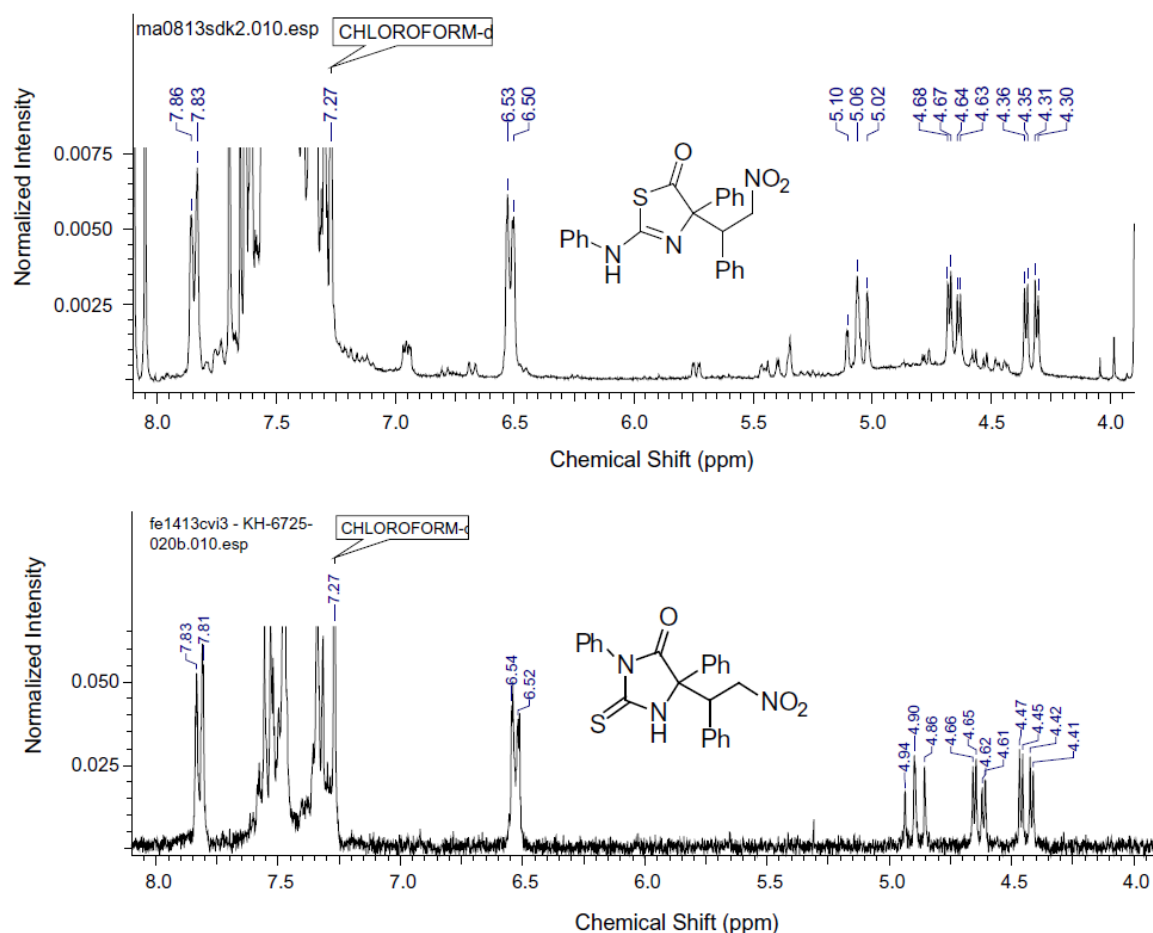 ma0813sdk2.010.esp
CHLOROFORM-d
7.86
7.83
7.27
6.53
6.50
5.10
5.06
5.02
4.68
4.67
4.64
4.63
4.36
4.35
4.31
4.30
Normalized Intensity
0.0075
0.0050
0.0025
O
S
Ph
NO2
Ph
N
H
N
Ph
8.0 7.5 7.0 6.5 6.0 5.5 5.0 4.5 4.0
Chemical Shift (ppm)
fe1413cvi3 - KH-6725-
020b.010.esp
CHLOROFORM-d
7.83
7.81
7.27
6.54
6.52
4.94
4.90
4.86
4.66
4.65
4.62
4.61
4.47
4.45
4.42
4.41
Normalized Intensity
0.050
0.025
0
Ph
O
N
Ph
NO2
S
N
H
Ph
8.0 7.5 7.0 6.5 6.0 5.5 5.0 4.5 4.0
Chemical Shift (ppm)